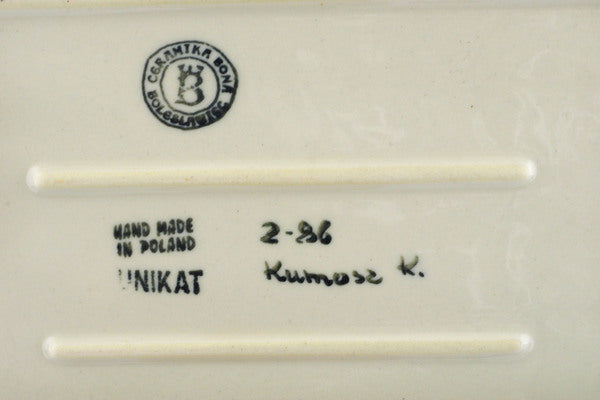 CERAMIKA BONA
BOLESŁAWIEC
B
HAND MADE
IN POLAND
UNIKAT
2-86
Kumosz K.